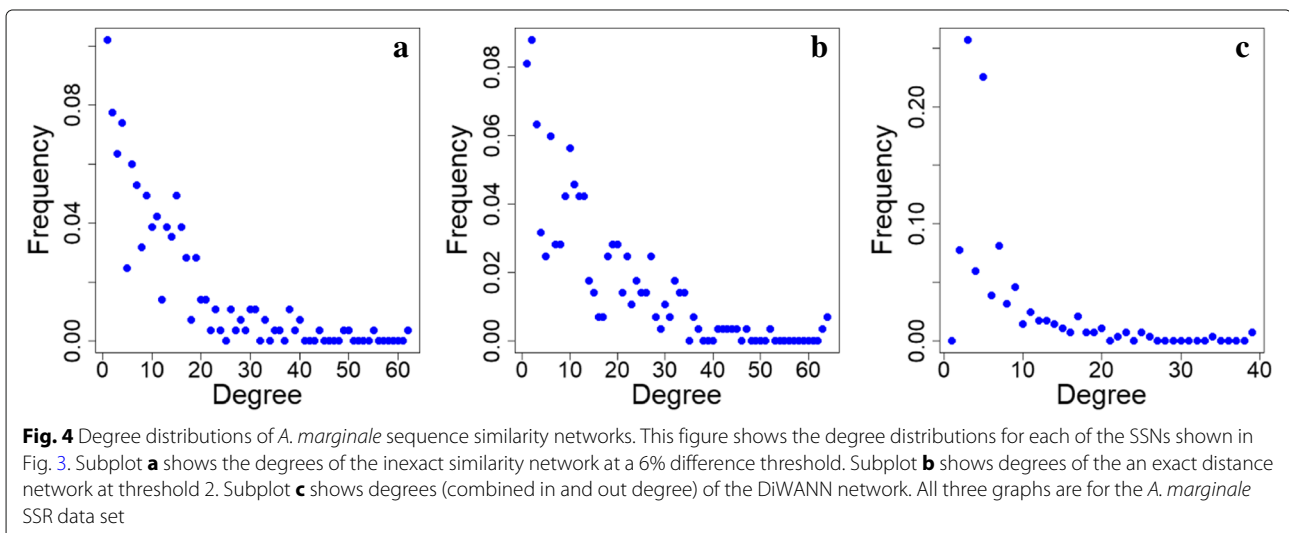 a
b
c
Frequency
0.00
0.04
0.08
0 10 20 30 40 50 60
Degree
Frequency
0.00
0.02
0.04
0.06
0.08
0 10 20 30 40 50 60
Degree
Frequency
0.00
0.10
0.20
0 10 20 30 40
Degree
Fig. 4 Degree distributions of A. marginale sequence similarity networks. This figure shows the degree distributions for each of the SSNs shown in
Fig. 3. Subplot a shows the degrees of the inexact similarity network at a 6% difference threshold. Subplot b shows degrees of the an exact distance
network at threshold 2. Subplot c shows degrees (combined in and out degree) of the DiWANN network. All three graphs are for the A. marginale
SSR data set